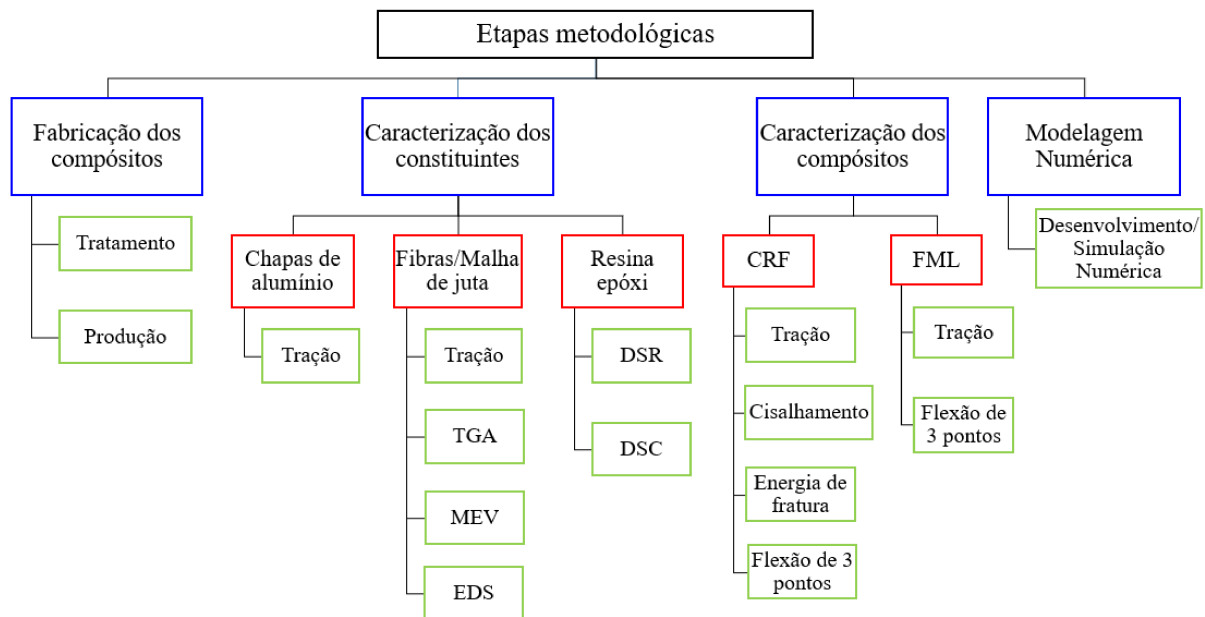 Etapas metodológicas
Fabricação dos
compósitos
Tratamento
Produção
Caracterização dos
constituintes
Chapas de
alumínio
Tração
Fibras/Malha
de juta
Tração
TGA
MEV
EDS
Resina
epóxi
DSR
DSC
Caracterização dos
compósitos
CRF
Tração
Cisalhamento
Energia de
fratura
Flexão de 3
pontos
FML
Tração
Flexão de
3 pontos
Modelagem
Numérica
Desenvolvimento/
Simulação
Numérica